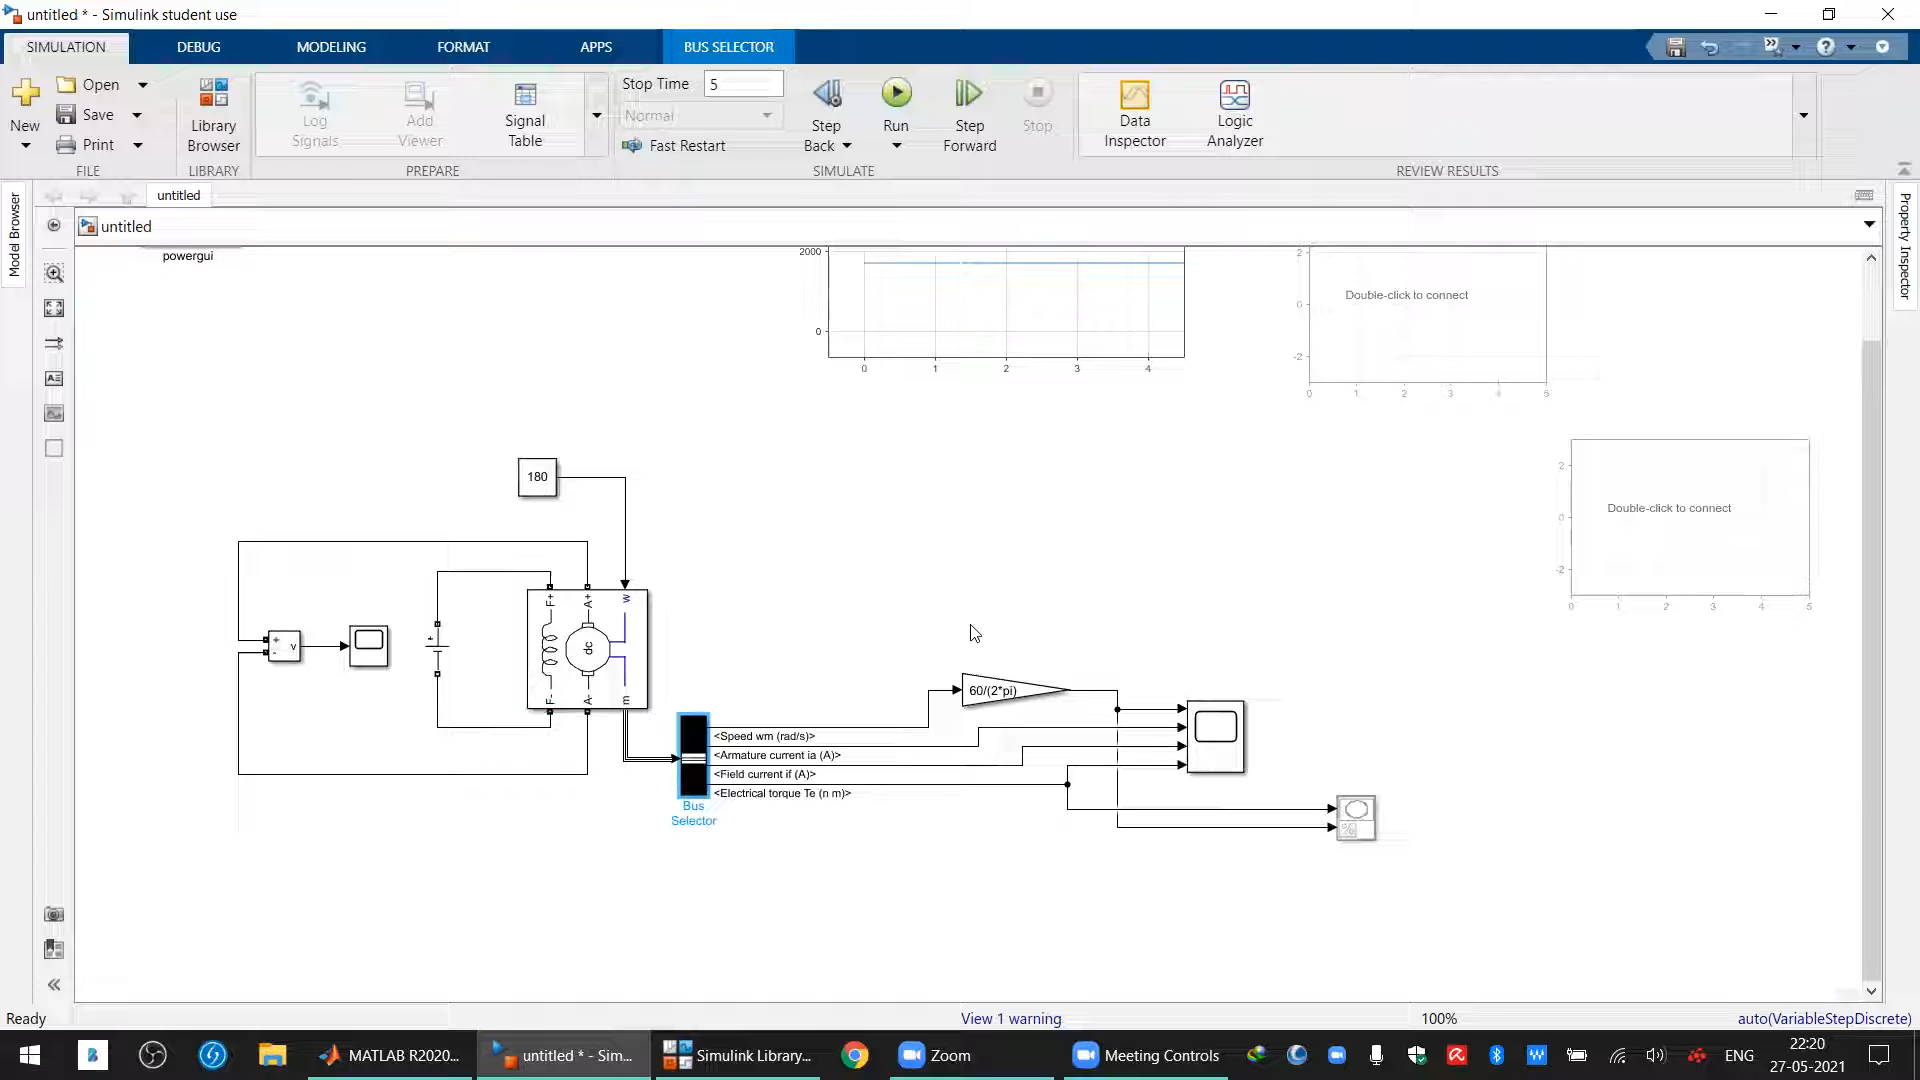 untitled * - Simulink student use
SIMULATION DEBUG MODELING FORMAT APPS BUS SELECTOR
New
Open
Save
Print
FILE
Library
Browser
LIBRARY
Log
Signals
Add
Viewer
Signal
Table
PREPARE
Stop Time 5
Normal
Fast Restart
Step
Back
Run
Step
Forward
Stop
SIMULATE
Data
Inspector
Logic
Analyzer
REVIEW RESULTS
Model Browser
untitled
untitled
Property Inspector
powergui
2000
0
0 1 2 3 4
2
0
-2
Double-click to connect
0 1 2 3 4 5
2
0
-2
Double-click to connect
0 1 2 3 4 5
180
F+ A+ w
dc
F- A- m
+
-
v
+
60/(2*pi)
<Speed wm (rad/s)>
<Armature current ia (A)>
<Field current if (A)>
<Electrical torque Te (n m)>
Bus
Selector
Ready View 1 warning 100% auto(VariableStepDiscrete)
MATLAB R2020... untitled * - Sim... Simulink Library... Zoom Meeting Controls ENG
22:20
27-05-2021